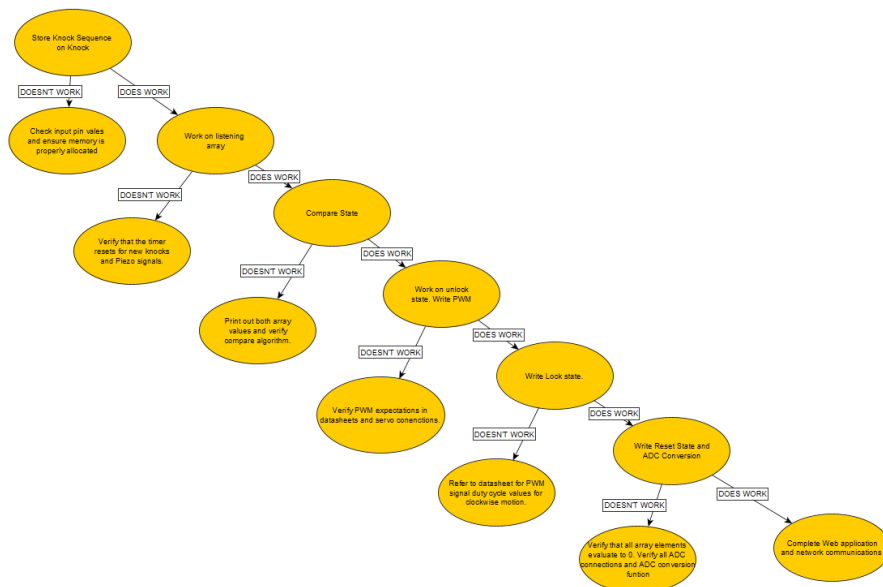 Store Knock Sequence
on Knock
DOESN'T WORK
DOES WORK
Check input pin vales
and ensure memory is
properly allocated
Work on listening
array
DOESN'T WORK
DOES WORK
Verify that the timer
resets for new knocks
and Piezo signals.
Compare State
DOESN'T WORK
DOES WORK
Print out both array
values and verify
compare algorithm.
Work on unlock
state. Write PWM
DOESN'T WORK
DOES WORK
Verify PWM expectations in
datasheets and servo conenctions.
Write Lock state.
DOESN'T WORK
DOES WORK
Refer to datasheet for PWM
signal duty cycle values for
clockwise motion.
Write Reset State and
ADC Conversion
DOESN'T WORK
DOES WORK
Verify that all array elements
evaluate to 0. Verify all ADC
connections and ADC conversion
funtion
Complete Web application
and network communications